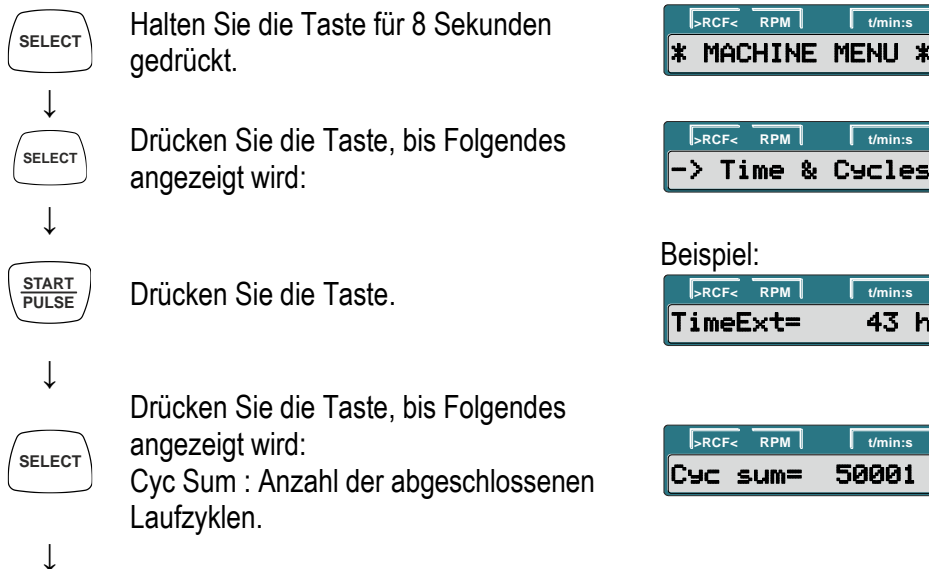 SELECT
Halten Sie die Taste für 8 Sekunden
gedrückt.
>RCF< RPM t/min:s
* MACHINE MENU *
↓
SELECT
Drücken Sie die Taste, bis Folgendes
angezeigt wird:
>RCF< RPM t/min:s
-> Time & Cycles
↓
START
PULSE
Drücken Sie die Taste.
Beispiel:
>RCF< RPM t/min:s
TimeExt= 43 h
↓
SELECT
Drücken Sie die Taste, bis Folgendes
angezeigt wird:
Cyc Sum : Anzahl der abgeschlossenen
Laufzyklen.
>RCF< RPM t/min:s
Cyc sum= 50001
↓